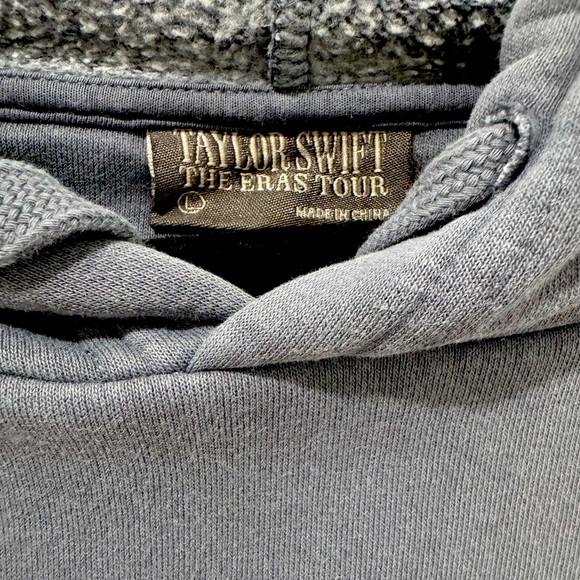 TAYLOR SWIFT
THE ERAS TOUR
L
MADE IN CHINA